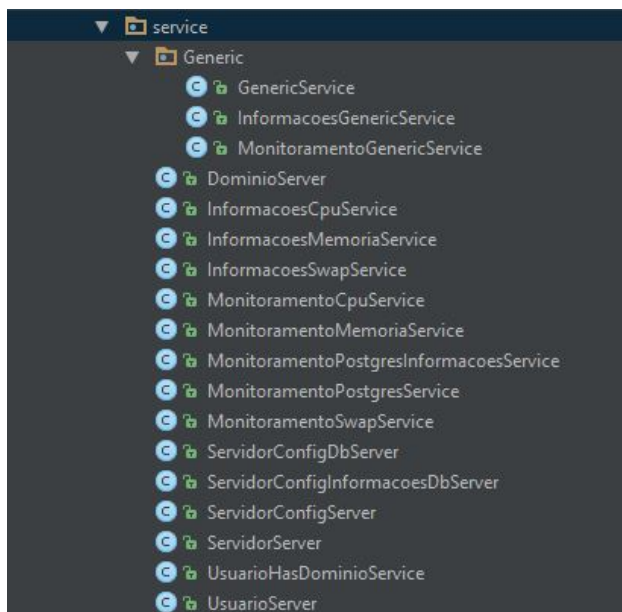 service
Generic
GenericService
InformacoesGenericService
MonitoramentoGenericService
DominioServer
InformacoesCpuService
InformacoesMemoriaService
InformacoesSwapService
MonitoramentoCpuService
MonitoramentoMemoriaService
MonitoramentoPostgresInformacoesService
MonitoramentoPostgresService
MonitoramentoSwapService
ServidorConfigDbServer
ServidorConfigInformacoesDbServer
ServidorConfigServer
ServidorServer
UsuarioHasDominioService
UsuarioServer